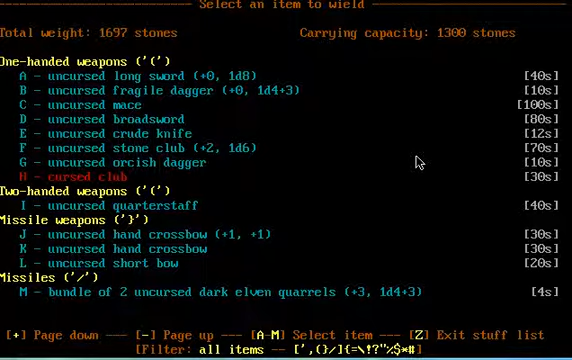 Select an item to wield
Total weight: 1697 stones Carrying capacity: 1300 stones
One-handed weapons ('(')
A - uncursed long sword (+0, 1d8) [40s]
B - uncursed fragile dagger (+0, 1d4+3) [10s]
C - uncursed mace [100s]
D - uncursed broadsword [80s]
E - uncursed crude knife [12s]
F - uncursed stone club (+2, 1d6) [70s]
G - uncursed orcish dagger [10s]
H - cursed club [30s]
Two-handed weapons ('(')
I - uncursed quarterstaff [40s]
Missile weapons ('}')
J - uncursed hand crossbow (+1, +1) [30s]
K - uncursed hand crossbow [30s]
L - uncursed short bow [20s]
Missiles ('/')
M - bundle of 2 uncursed dark elven quarrels (+3, 1d4+3) [4s]
[+] Page down --- [-] Page up --- [A-M] Select item --- [Z] Exit stuff list
[Filter: all items -- [',(}/]{=\!?"%$*#]